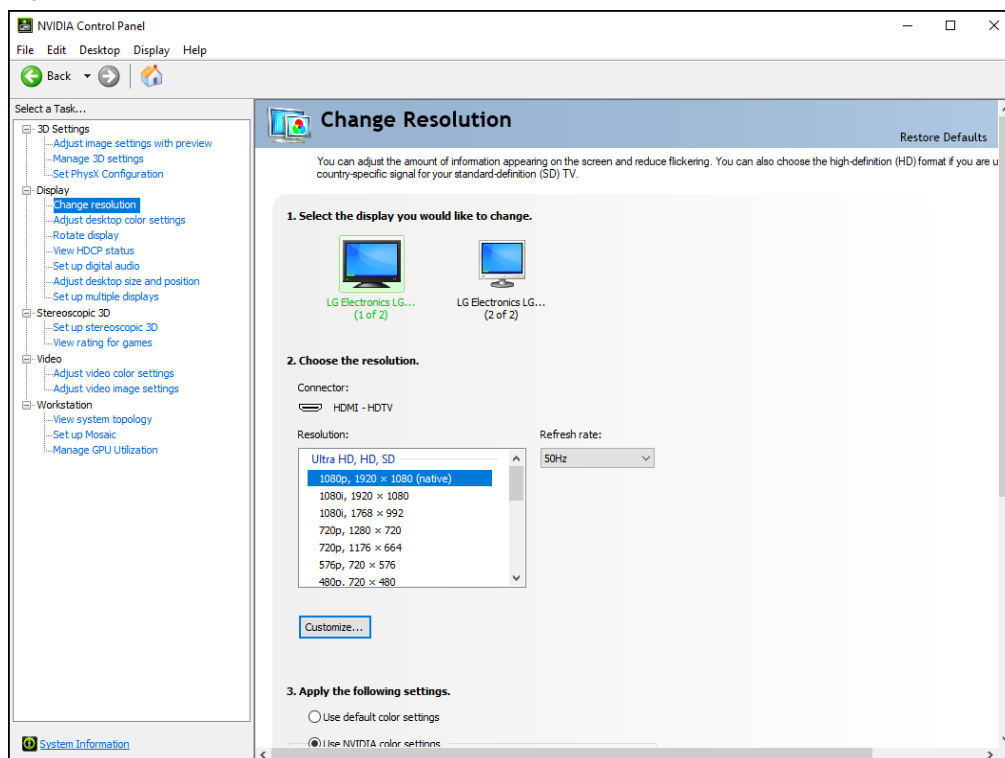 NVIDIA Control Panel
File Edit Desktop Display Help
Back
Select a Task...
3D Settings
Adjust image settings with preview
Manage 3D settings
Set PhysX Configuration
Display
Change resolution
Adjust desktop color settings
Rotate display
View HDCP status
Set up digital audio
Adjust desktop size and position
Set up multiple displays
Stereoscopic 3D
Set up stereoscopic 3D
View rating for games
Video
Adjust video color settings
Adjust video image settings
Workstation
View system topology
Set up Mosaic
Manage GPU Utilization
System Information
Change Resolution
Restore Defaults
You can adjust the amount of information appearing on the screen and reduce flickering. You can also choose the high-definition (HD) format if you are u
country-specific signal for your standard-definition (SD) TV.
1. Select the display you would like to change.
LG Electronics LG... LG Electronics LG...
(1 of 2) (2 of 2)
2. Choose the resolution.
Connector:
HDMI - HDTV
Resolution: Refresh rate:
Ultra HD, HD, SD 50Hz
1080p, 1920 × 1080 (native)
1080i, 1920 × 1080
1080i, 1768 × 992
720p, 1280 × 720
720p, 1176 × 664
576p, 720 × 576
480p, 720 × 480
Customize...
3. Apply the following settings.
Use default color settings
Use NVIDIA color settings